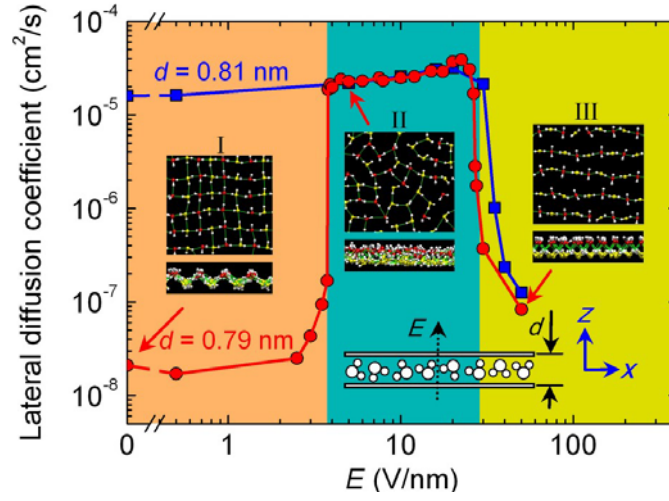 Lateral diffusion coefficient (cm²/s)
10⁻⁴
10⁻⁵
10⁻⁶
10⁻⁷
10⁻⁸
d = 0.81 nm
I
II
III
d = 0.79 nm
E
d
z
x
0
1
10
100
E (V/nm)